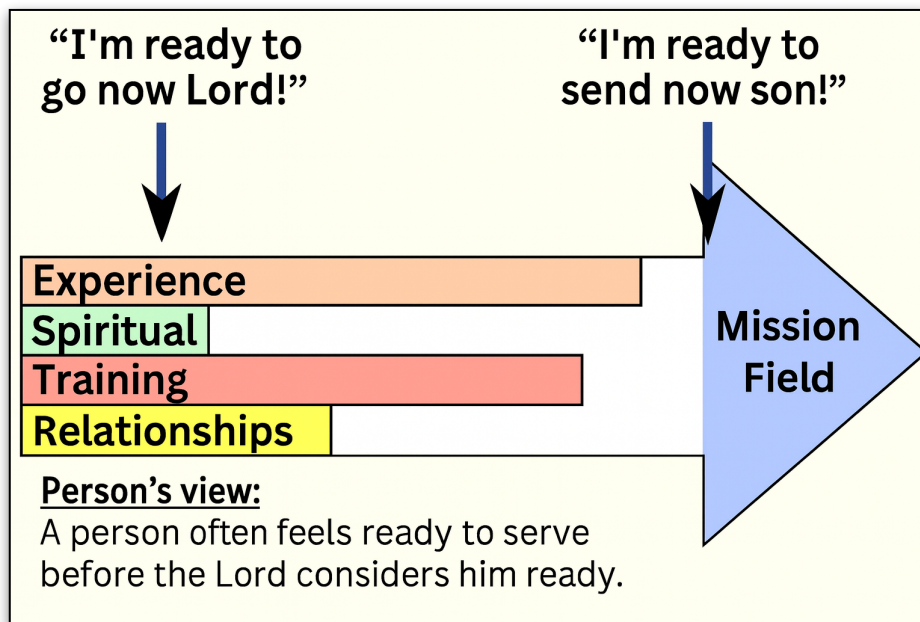 “I'm ready to
go now Lord!”
“I'm ready to
send now son!”
Experience
Spiritual
Training
Relationships
Mission
Field
Person’s view:
A person often feels ready to serve
before the Lord considers him ready.